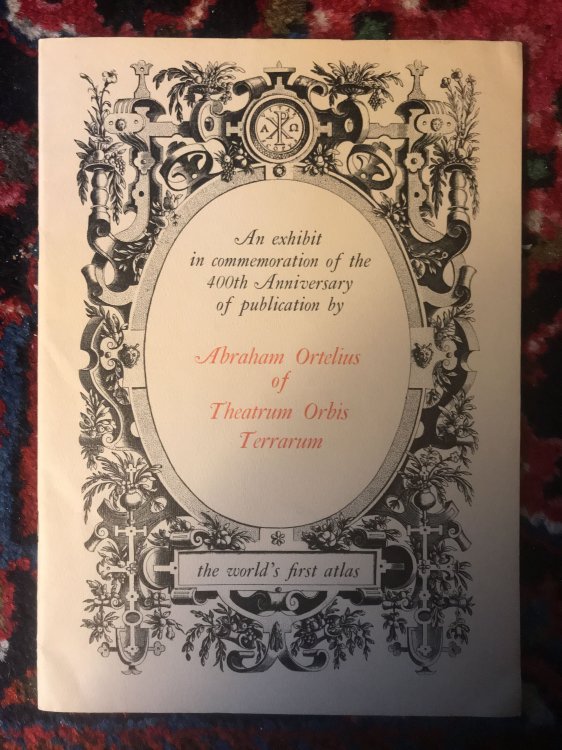 Α Ω
An exhibit
in commemoration of the
400th Anniversary
of publication by
Abraham Ortelius
of
Theatrum Orbis
Terrarum
the world's first atlas